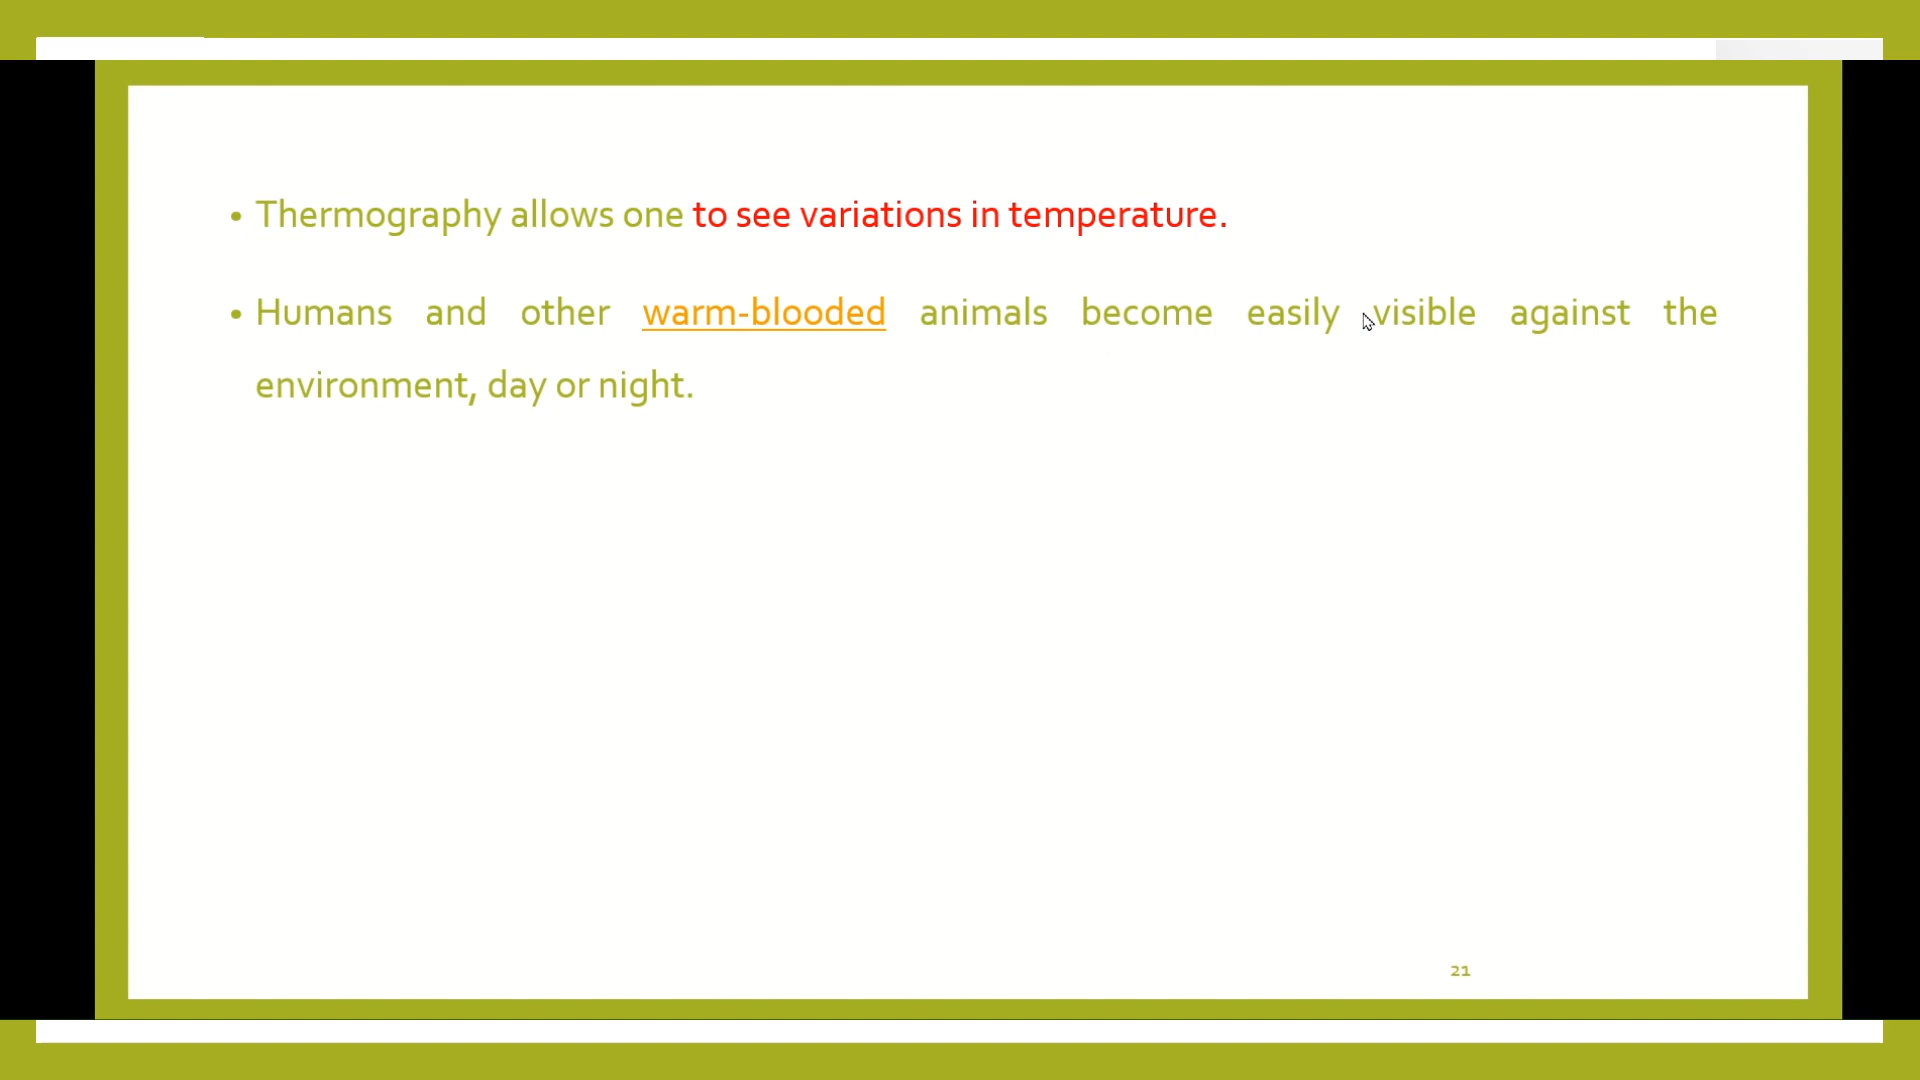 • Thermography allows one to see variations in temperature.
• Humans and other warm-blooded animals become easily visible against the
environment, day or night.
21